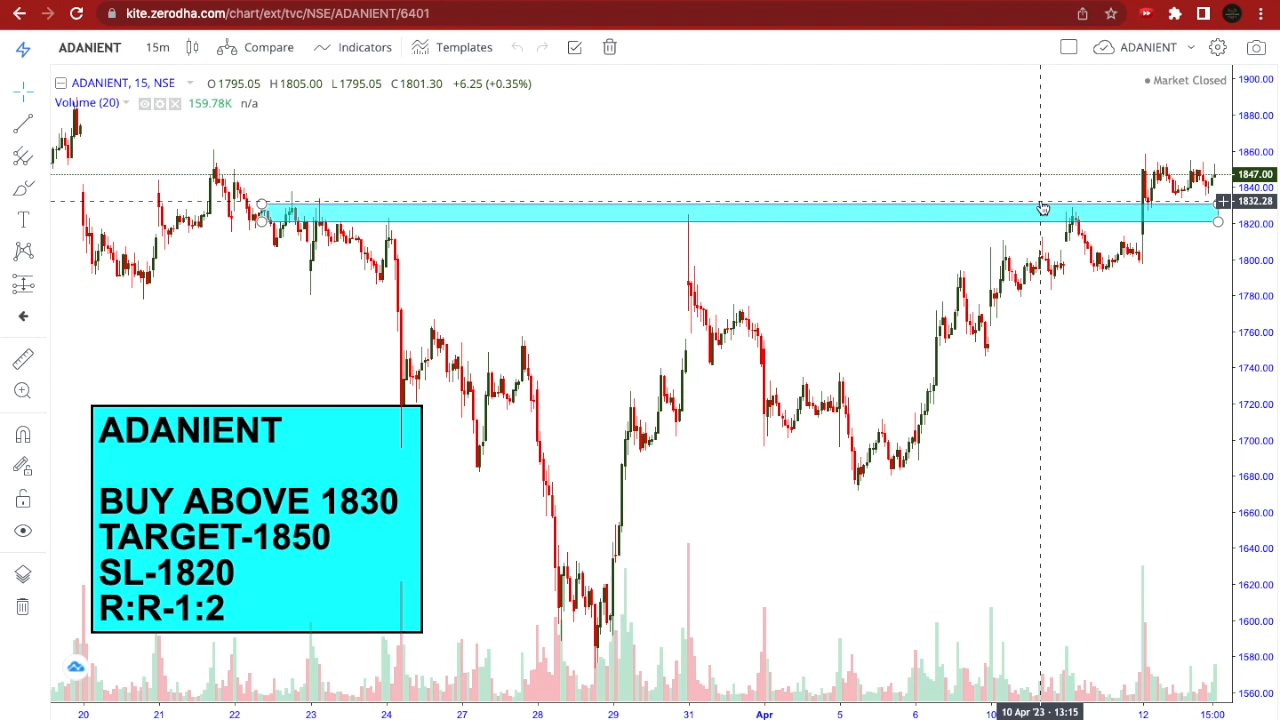 kite.zerodha.com/chart/ext/tvc/NSE/ADANIENT/6401
ADANIENT 15m Compare Indicators Templates ADANIENT
ADANIENT, 15, NSE O1795.05 H1805.00 L1795.05 C1801.30 +6.25 (+0.35%)
Market Closed
Volume (20) 159.78K n/a
1900.00
1880.00
1860.00
1847.00
1840.00
1832.28
1820.00
1800.00
1780.00
1760.00
1740.00
1720.00
1700.00
1680.00
1660.00
1640.00
1620.00
1600.00
1580.00
1560.00
ADANIENT
BUY ABOVE 1830
TARGET-1850
SL-1820
R:R-1:2
20 21 22 23 24 27 28 29 31 Apr 5 6 10 10 Apr '23 - 13:15 12 15:00